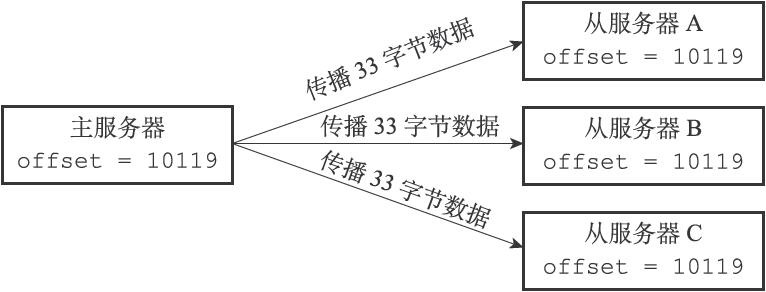 主服务器
offset = 10119
传播 33 字节数据
传播 33 字节数据
传播 33 字节数据
从服务器 A
offset = 10119
从服务器 B
offset = 10119
从服务器 C
offset = 10119